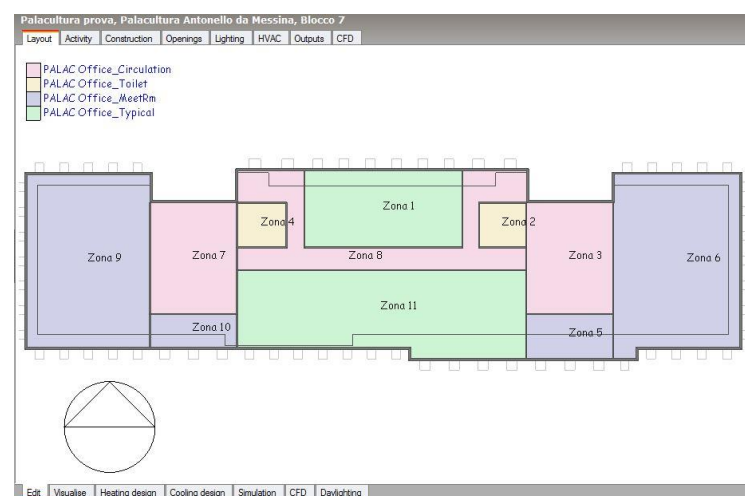 Palacultura prova, Palacultura Antonello da Messina, Blocco 7
Layout Activity Construction Openings Lighting HVAC Outputs CFD
PALAC Office_Circulation
PALAC Office_Toilet
PALAC Office_MeetRm
PALAC Office_Typical
Zona 1
Zona 4 Zona 2
Zona 9 Zona 7 Zona 8 Zona 3 Zona 6
Zona 11
Zona 10 Zona 5
Edit Visualise Heating design Cooling design Simulation CFD Daylighting